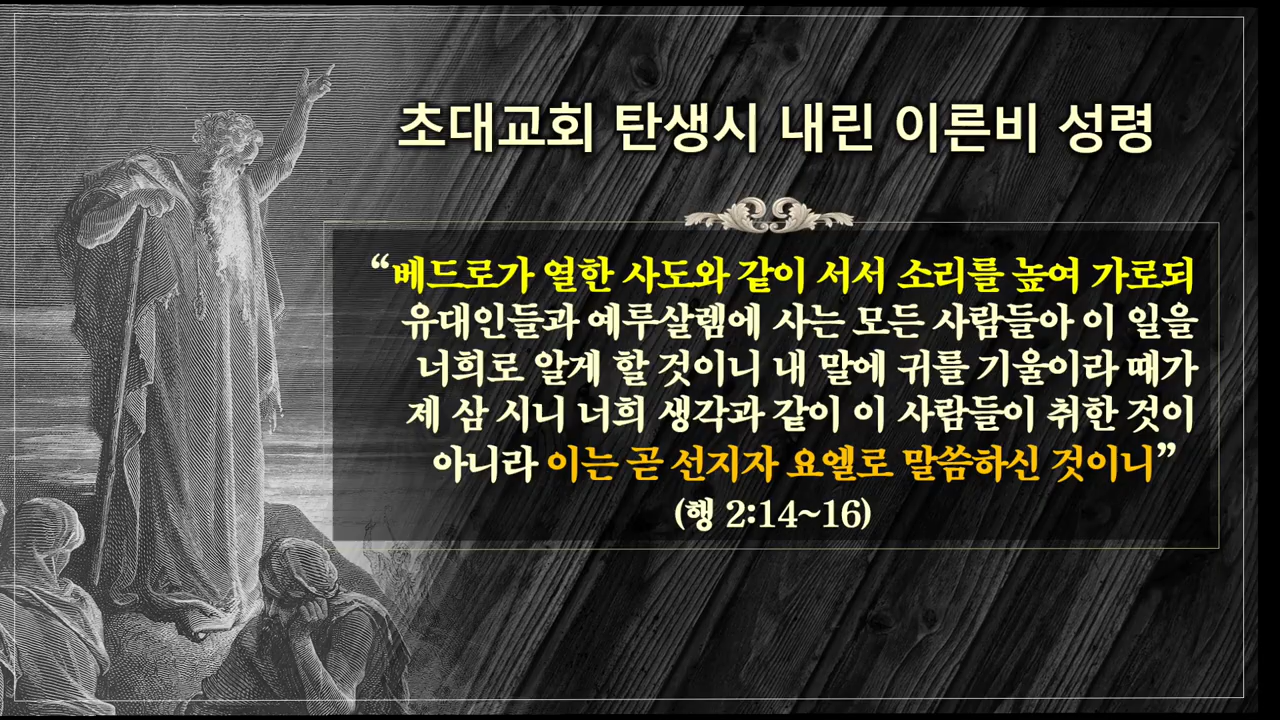 초대교회 탄생시 내린 이른비 성령
“베드로가 열한 사도와 같이 서서 소리를 높여 가로되
유대인들과 예루살렘에 사는 모든 사람들아 이 일을
너희로 알게 할 것이니 내 말에 귀를 기울이라 때가
제 삼 시니 너희 생각과 같이 이 사람들이 취한 것이
아니라 이는 곧 선지자 요엘로 말씀하신 것이니”
(행 2:14~16)